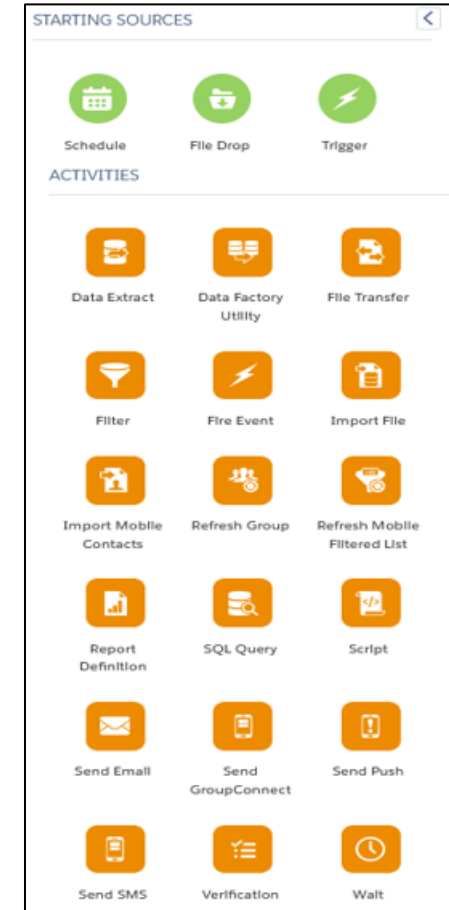 STARTING SOURCES
Schedule
File Drop
Trigger
ACTIVITIES
Data Extract
Data Factory
Utility
File Transfer
Filter
Fire Event
Import File
Import Mobile
Contacts
Refresh Group
Refresh Mobile
Filtered List
Report
Definition
SQL Query
Script
Send Email
Send
GroupConnect
Send Push
Send SMS
Verification
Wait